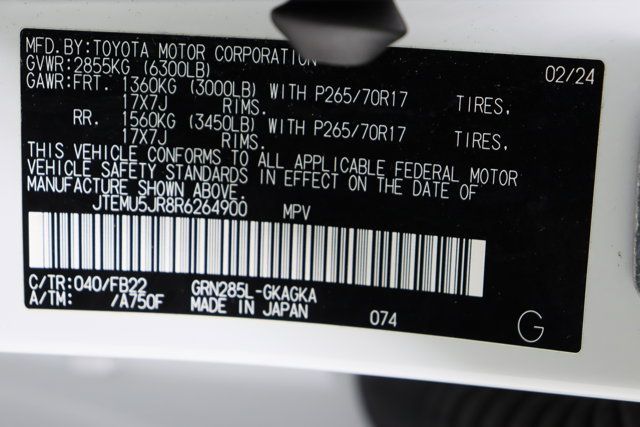 MFD.BY:TOYOTA MOTOR CORPORATION 02/24
GVWR:2855KG (6300LB)
GAWR:FRT. 1360KG (3000LB) WITH P265/70R17 TIRES,
17X7J RIMS.
RR. 1560KG (3450LB) WITH P265/70R17 TIRES,
17X7J RIMS.
THIS VEHICLE CONFORMS TO ALL APPLICABLE FEDERAL MOTOR
VEHICLE SAFETY STANDARDS IN EFFECT ON THE DATE OF
MANUFACTURE SHOWN ABOVE.
JTEMU5JR8R6264900 MPV
C/TR:040/FB22 GRN285L-GKAGKA
A/TM: /A750F MADE IN JAPAN 074 G